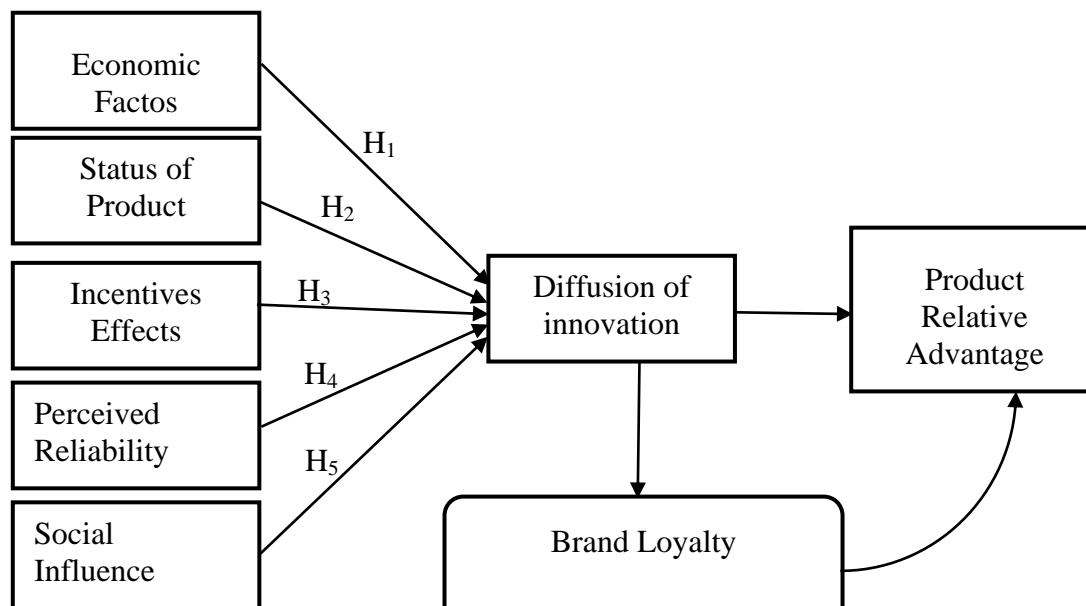 Economic
Factos
Status of
Product
Incentives
Effects
Perceived
Reliability
Social
Influence
H₁
H₂
H₃
H₄
H₅
Diffusion of
innovation
Brand Loyalty
Product
Relative
Advantage